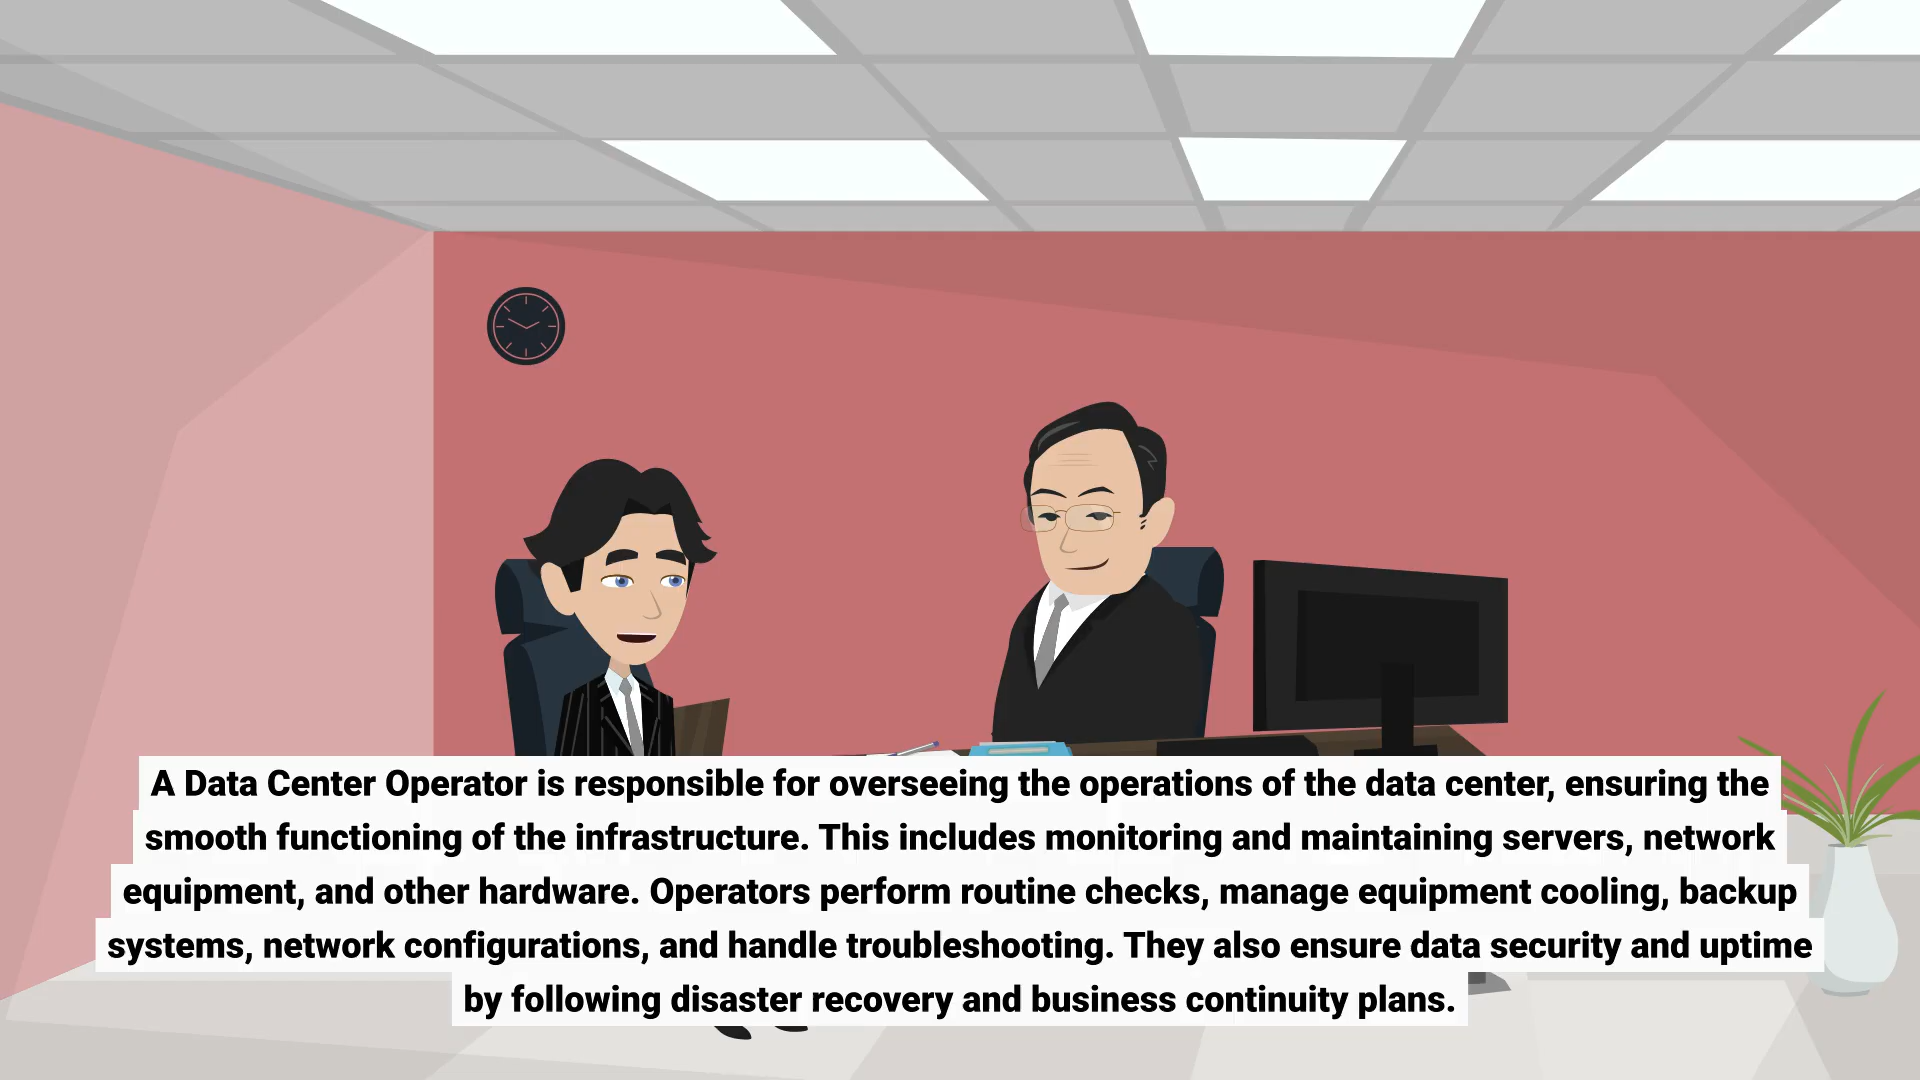 A Data Center Operator is responsible for overseeing the operations of the data center, ensuring the
smooth functioning of the infrastructure. This includes monitoring and maintaining servers, network
equipment, and other hardware. Operators perform routine checks, manage equipment cooling, backup
systems, network configurations, and handle troubleshooting. They also ensure data security and uptime
by following disaster recovery and business continuity plans.